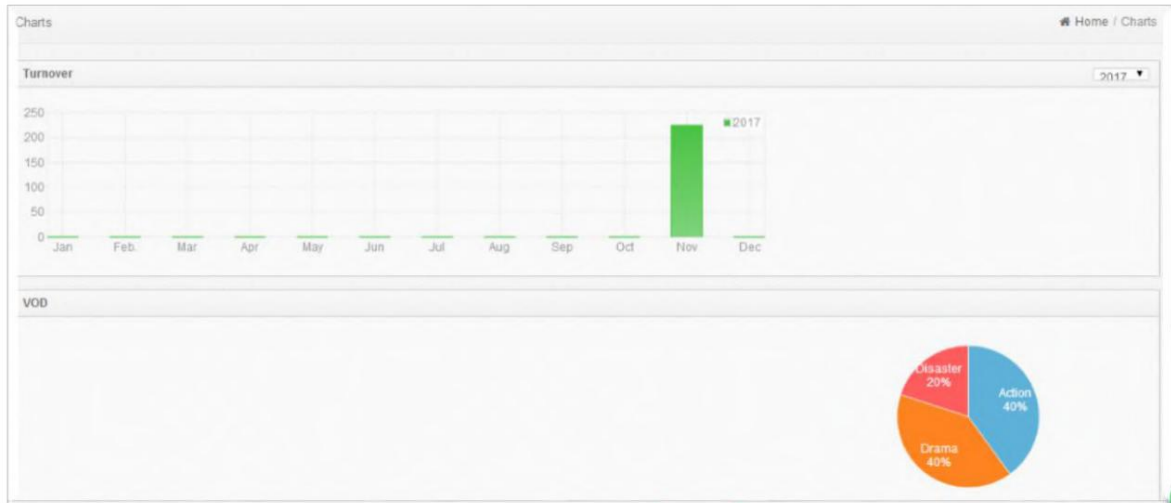 Charts
Home / Charts
Turnover
2017
250
200
150
100
50
0
2017
Jan Feb. Mar Apr May Jun Jul Aug Sep Oct Nov Dec
VOD
Disaster
20%
Action
40%
Drama
40%